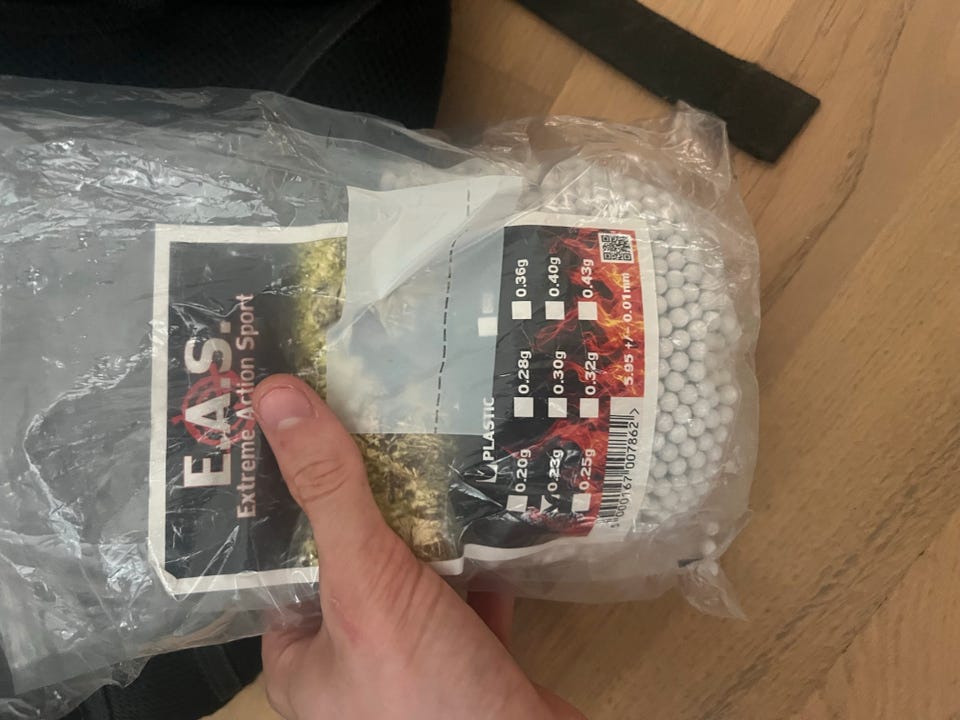 E.A.S.
Extreme Action Sport
PLASTIC
0.20g 0.28g 0.36g
0.23g 0.30g 0.40g
0.25g 0.32g 0.43g
5.95 +/- 0.01mm
5000167007862>